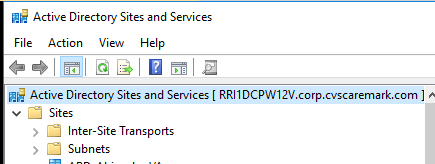 Active Directory Sites and Services
File Action View Help
Active Directory Sites and Services [ RRI1DCPW12V.corp.cvscaremark.com ]
Sites
Inter-Site Transports
Subnets